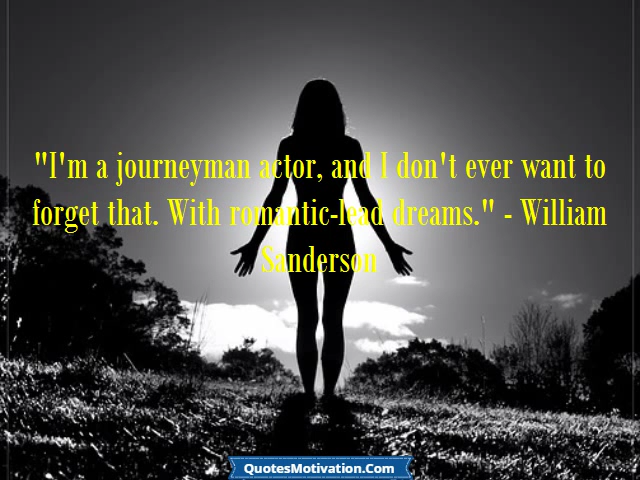 "I'm a journeyman actor, and I don't ever want to
forget that. With romantic-lead dreams." - William
Sanderson
QuotesMotivation.Com